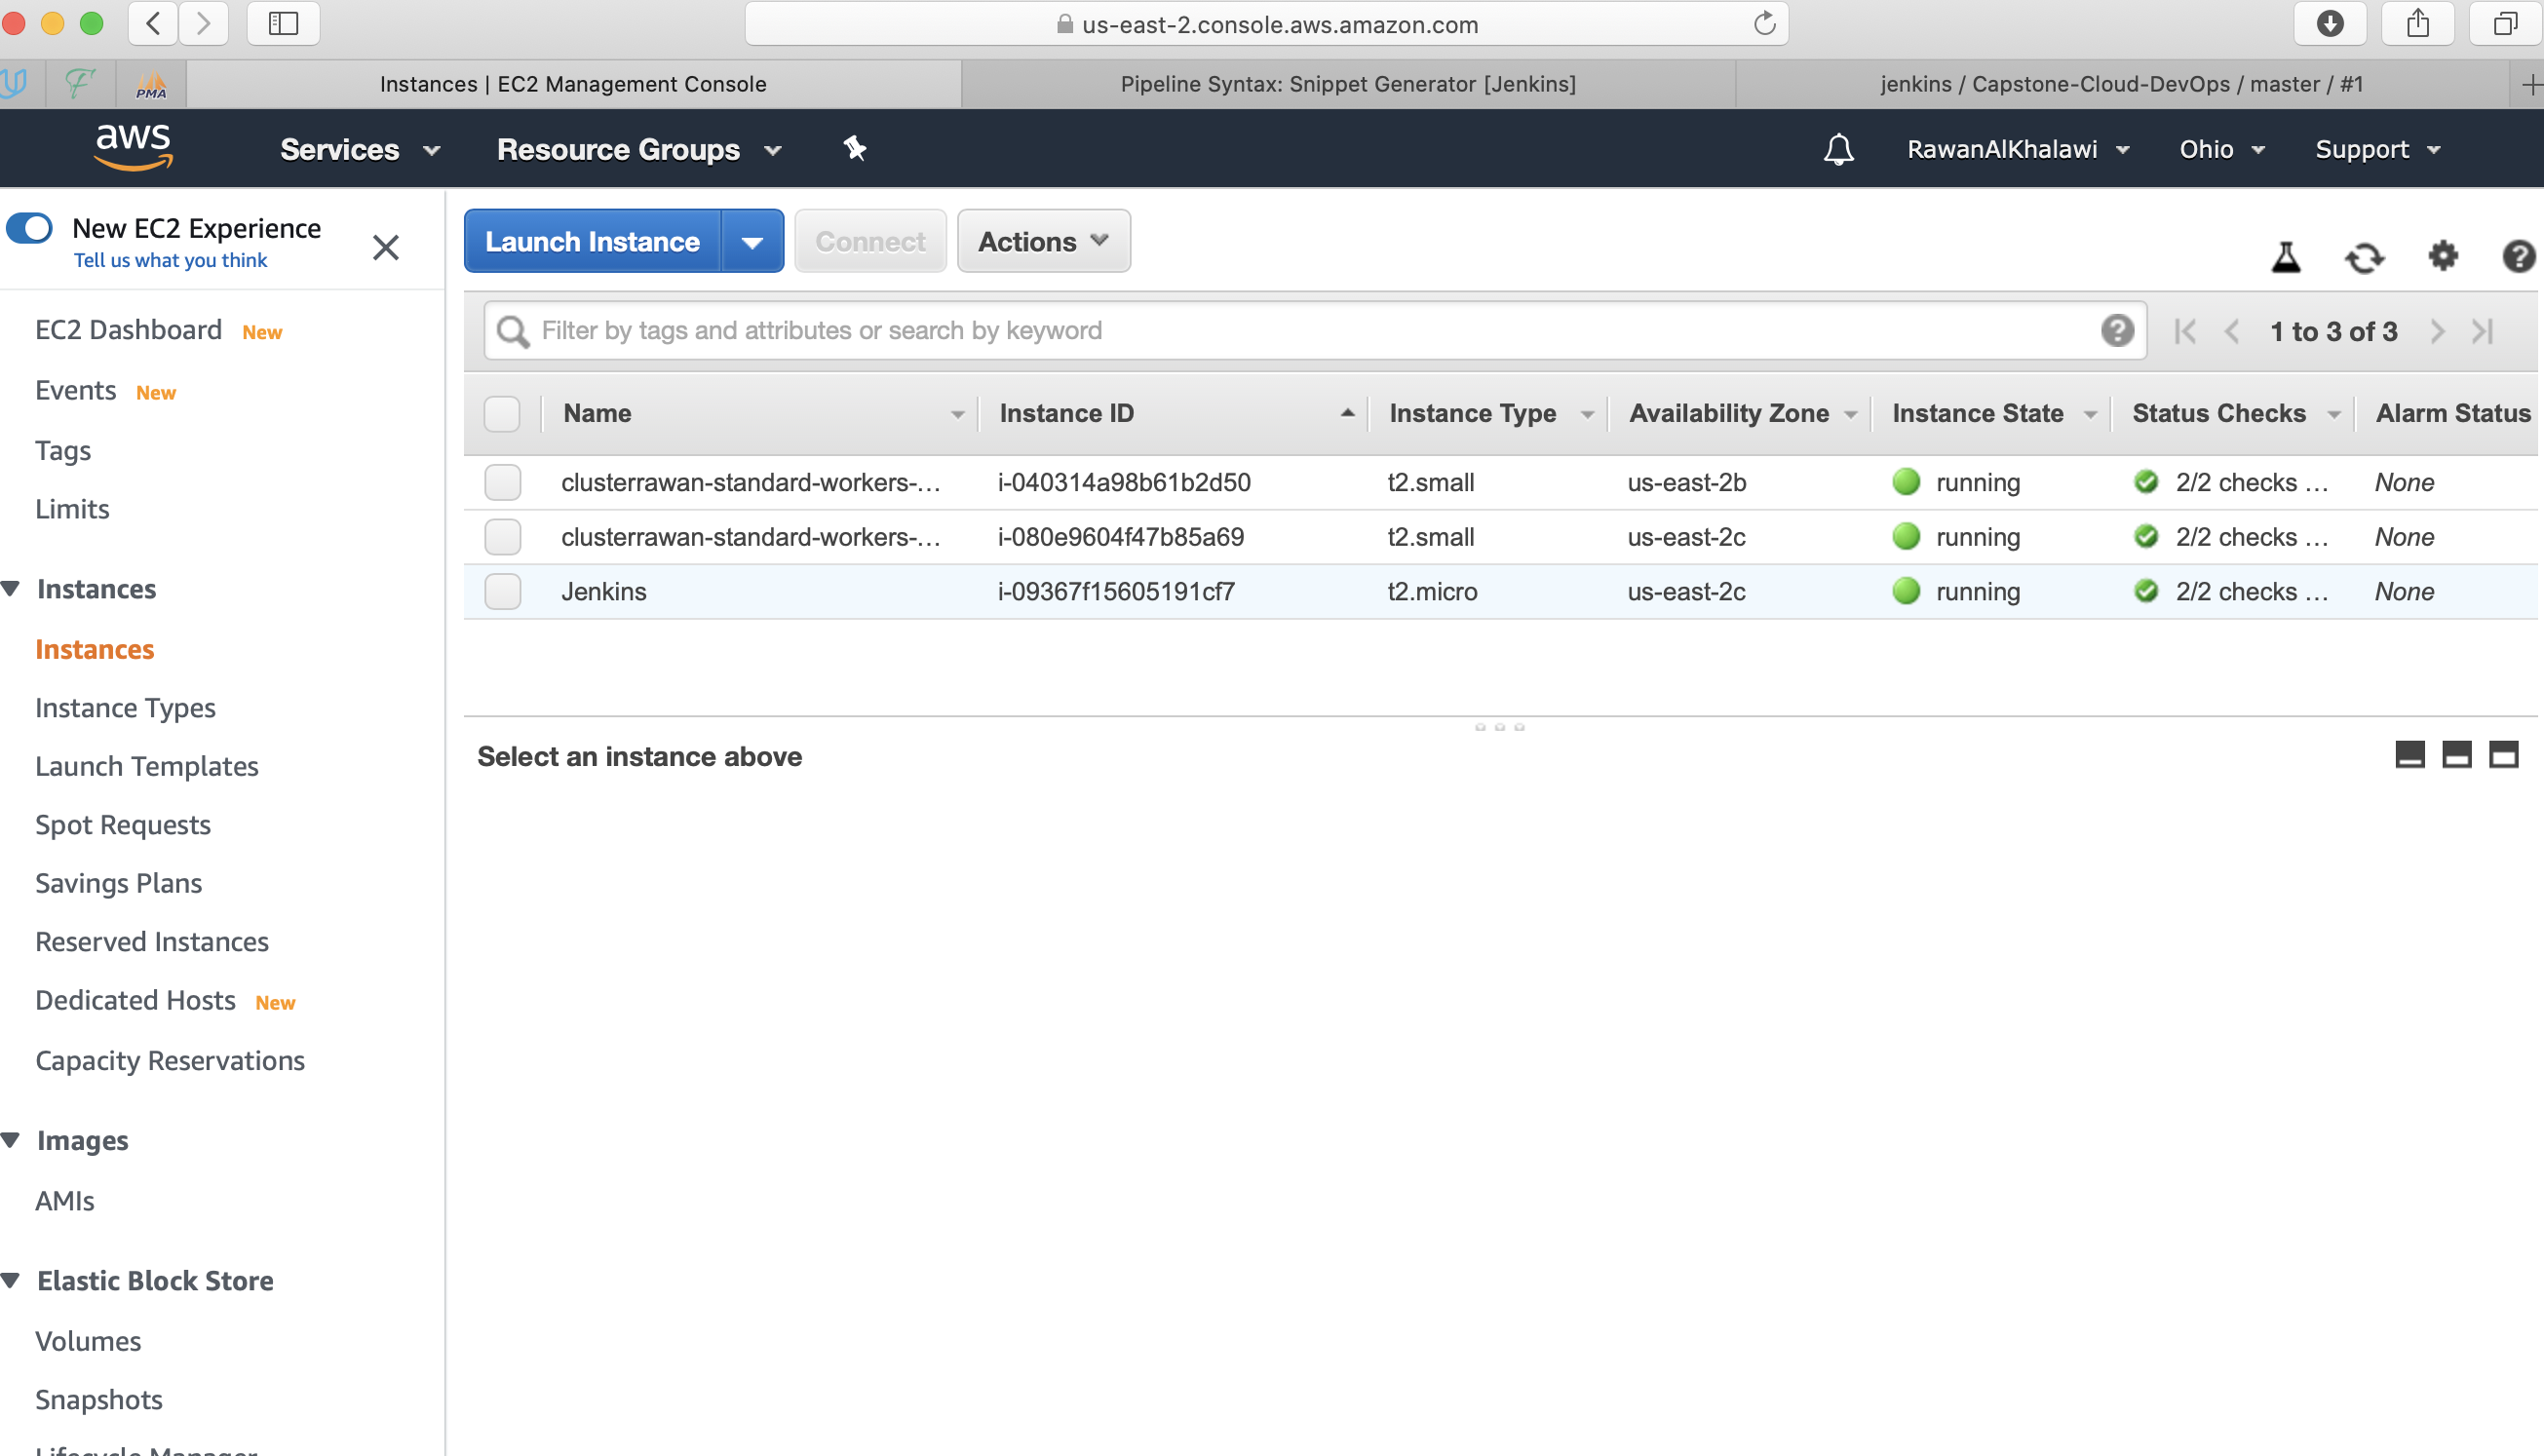 us-east-2.console.aws.amazon.com
PMA
Instances | EC2 Management Console
Pipeline Syntax: Snippet Generator [Jenkins]
jenkins / Capstone-Cloud-DevOps / master / #1
aws
Services
Resource Groups
RawanAlKhalawi
Ohio
Support
New EC2 Experience
Tell us what you think
EC2 Dashboard New
Events New
Tags
Limits
Instances
Instances
Instance Types
Launch Templates
Spot Requests
Savings Plans
Reserved Instances
Dedicated Hosts New
Capacity Reservations
Images
AMIs
Elastic Block Store
Volumes
Snapshots
Lifecycle Manager
Launch Instance
Connect
Actions
Filter by tags and attributes or search by keyword
1 to 3 of 3
Name Instance ID Instance Type Availability Zone Instance State Status Checks Alarm Status
clusterrawan-standard-workers-... i-040314a98b61b2d50 t2.small us-east-2b running 2/2 checks ... None
clusterrawan-standard-workers-... i-080e9604f47b85a69 t2.small us-east-2c running 2/2 checks ... None
Jenkins i-09367f15605191cf7 t2.micro us-east-2c running 2/2 checks ... None
Select an instance above